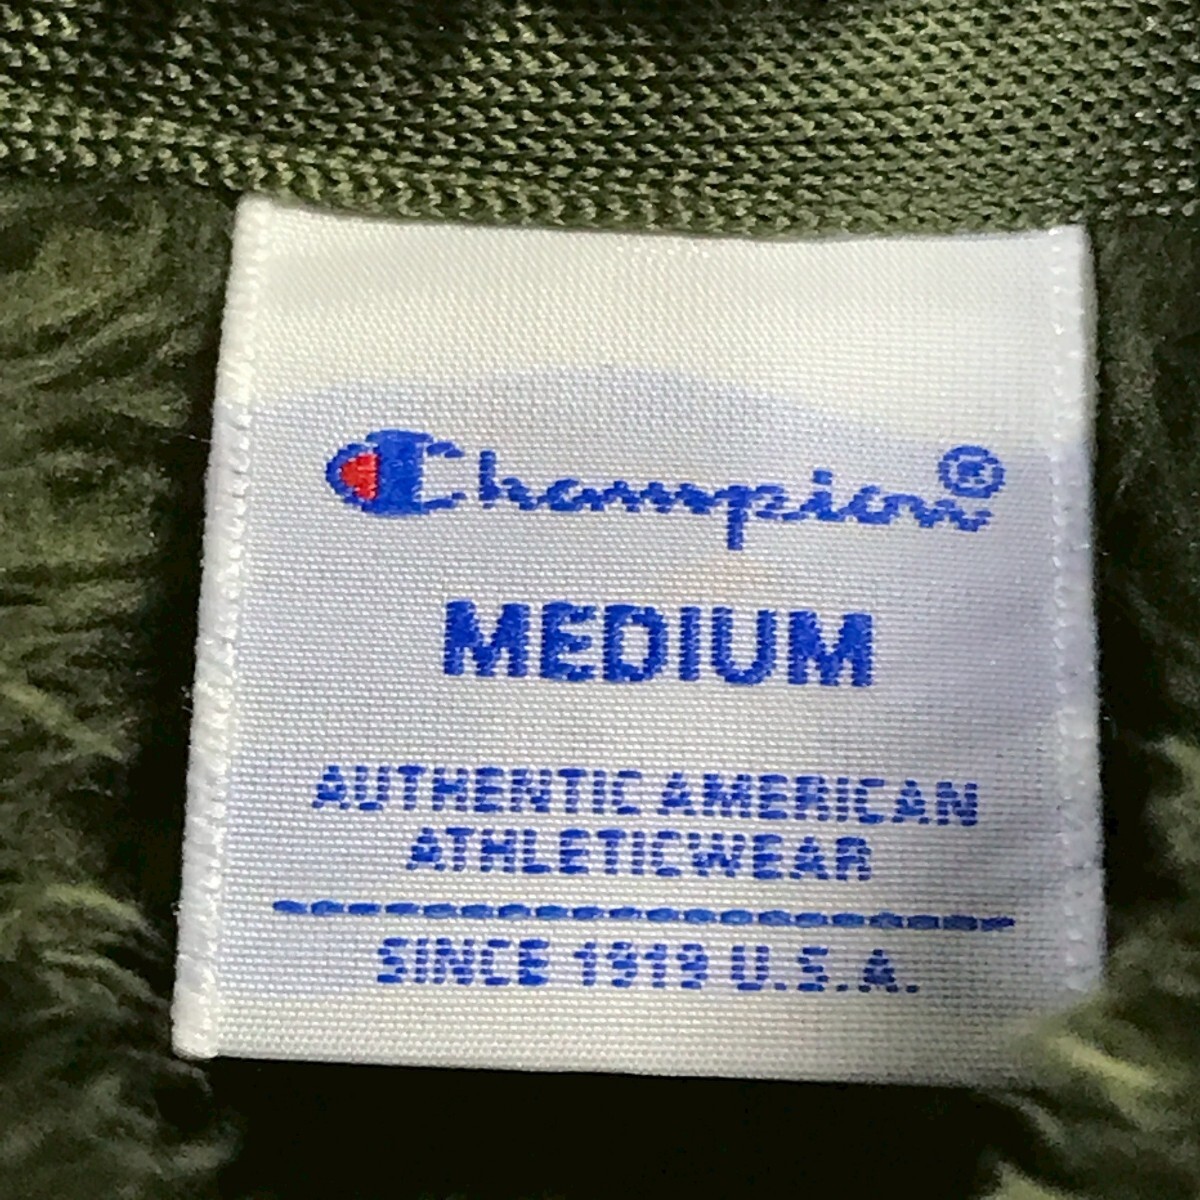 Champion®
MEDIUM
AUTHENTIC AMERICAN
ATHLETICWEAR
SINCE 1919 U.S.A.